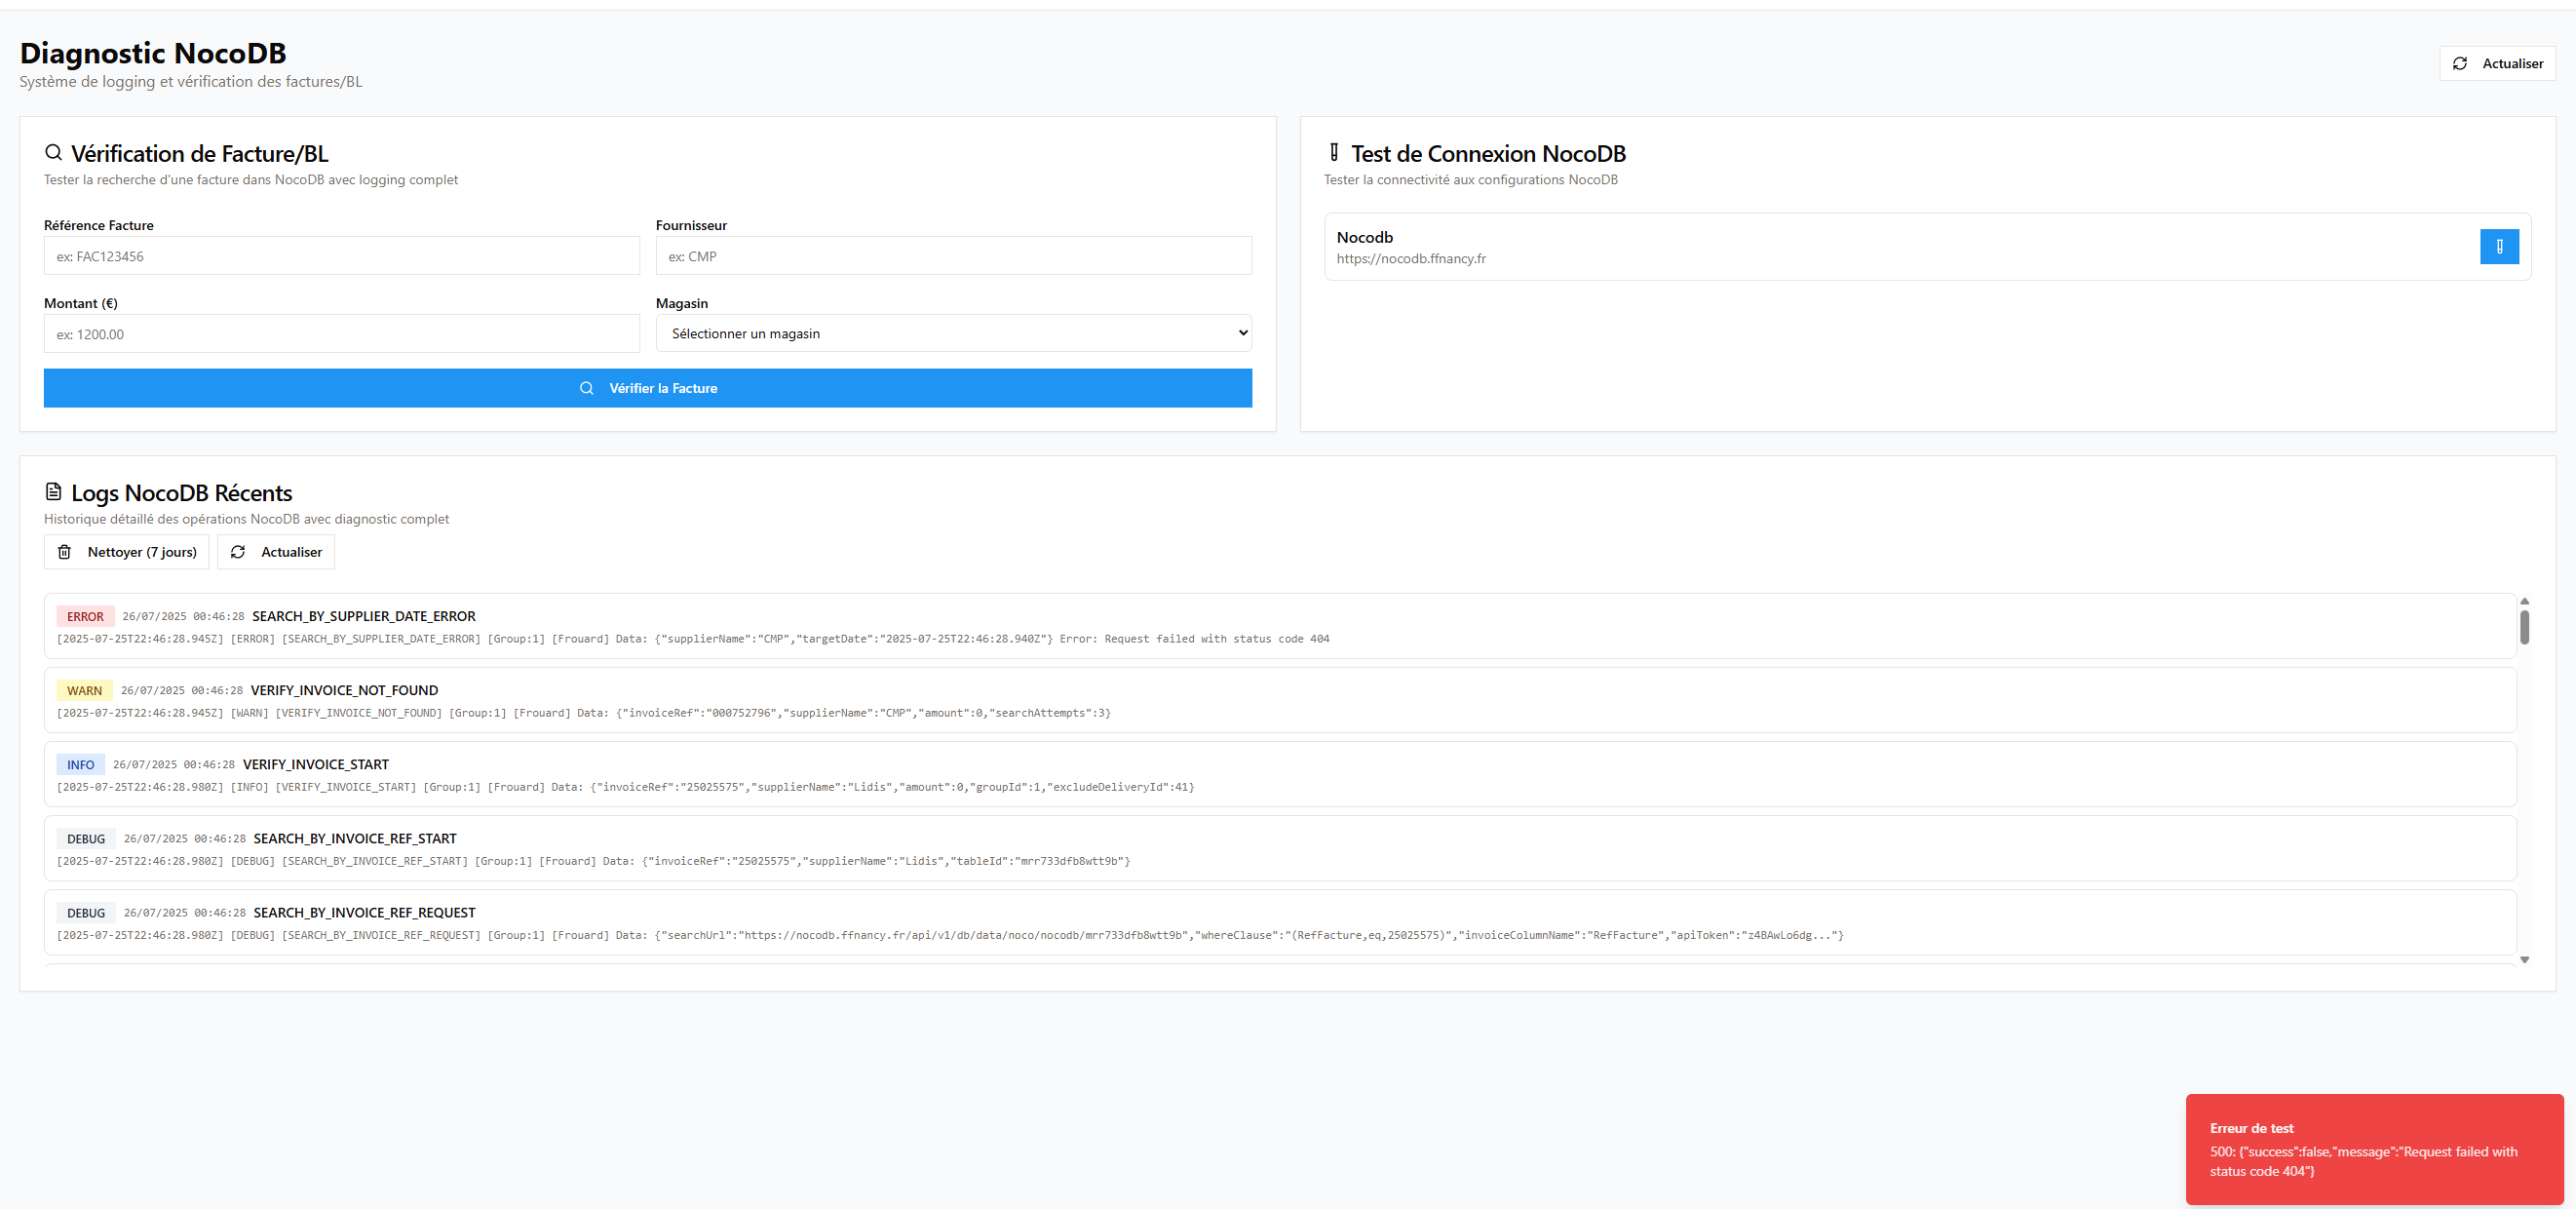 Diagnostic NocoDB
Système de logging et vérification des factures/BL
Actualiser
Vérification de Facture/BL
Tester la recherche d'une facture dans NocoDB avec logging complet
Référence Facture
Fournisseur
ex: FAC123456
ex: CMP
Montant (€)
Magasin
ex: 1200.00
Sélectionner un magasin
Vérifier la Facture
Test de Connexion NocoDB
Tester la connectivité aux configurations NocoDB
Nocodb
https://nocodb.ffnancy.fr
Logs NocoDB Récents
Historique détaillé des opérations NocoDB avec diagnostic complet
Nettoyer (7 jours)
Actualiser
ERROR 26/07/2025 00:46:28 SEARCH_BY_SUPPLIER_DATE_ERROR
[2025-07-25T22:46:28.945Z] [ERROR] [SEARCH_BY_SUPPLIER_DATE_ERROR] [Group:1] [Frouard] Data: {"supplierName":"CMP","targetDate":"2025-07-25T22:46:28.940Z"} Error: Request failed with status code 404
WARN 26/07/2025 00:46:28 VERIFY_INVOICE_NOT_FOUND
[2025-07-25T22:46:28.945Z] [WARN] [VERIFY_INVOICE_NOT_FOUND] [Group:1] [Frouard] Data: {"invoiceRef":"000752796","supplierName":"CMP","amount":0,"searchAttempts":3}
INFO 26/07/2025 00:46:28 VERIFY_INVOICE_START
[2025-07-25T22:46:28.980Z] [INFO] [VERIFY_INVOICE_START] [Group:1] [Frouard] Data: {"invoiceRef":"25025575","supplierName":"Lidis","amount":0,"groupId":1,"excludeDeliveryId":41}
DEBUG 26/07/2025 00:46:28 SEARCH_BY_INVOICE_REF_START
[2025-07-25T22:46:28.980Z] [DEBUG] [SEARCH_BY_INVOICE_REF_START] [Group:1] [Frouard] Data: {"invoiceRef":"25025575","supplierName":"Lidis","tableId":"mrr733dfb8wtt9b"}
DEBUG 26/07/2025 00:46:28 SEARCH_BY_INVOICE_REF_REQUEST
[2025-07-25T22:46:28.980Z] [DEBUG] [SEARCH_BY_INVOICE_REF_REQUEST] [Group:1] [Frouard] Data: {"searchUrl":"https://nocodb.ffnancy.fr/api/v1/db/data/noco/nocodb/mrr733dfb8wtt9b","whereClause":"(RefFacture,eq,25025575)","invoiceColumnName":"RefFacture","apiToken":"z4BAwLo6dg..."}
Erreur de test
500: {"success":false,"message":"Request failed with
status code 404"}